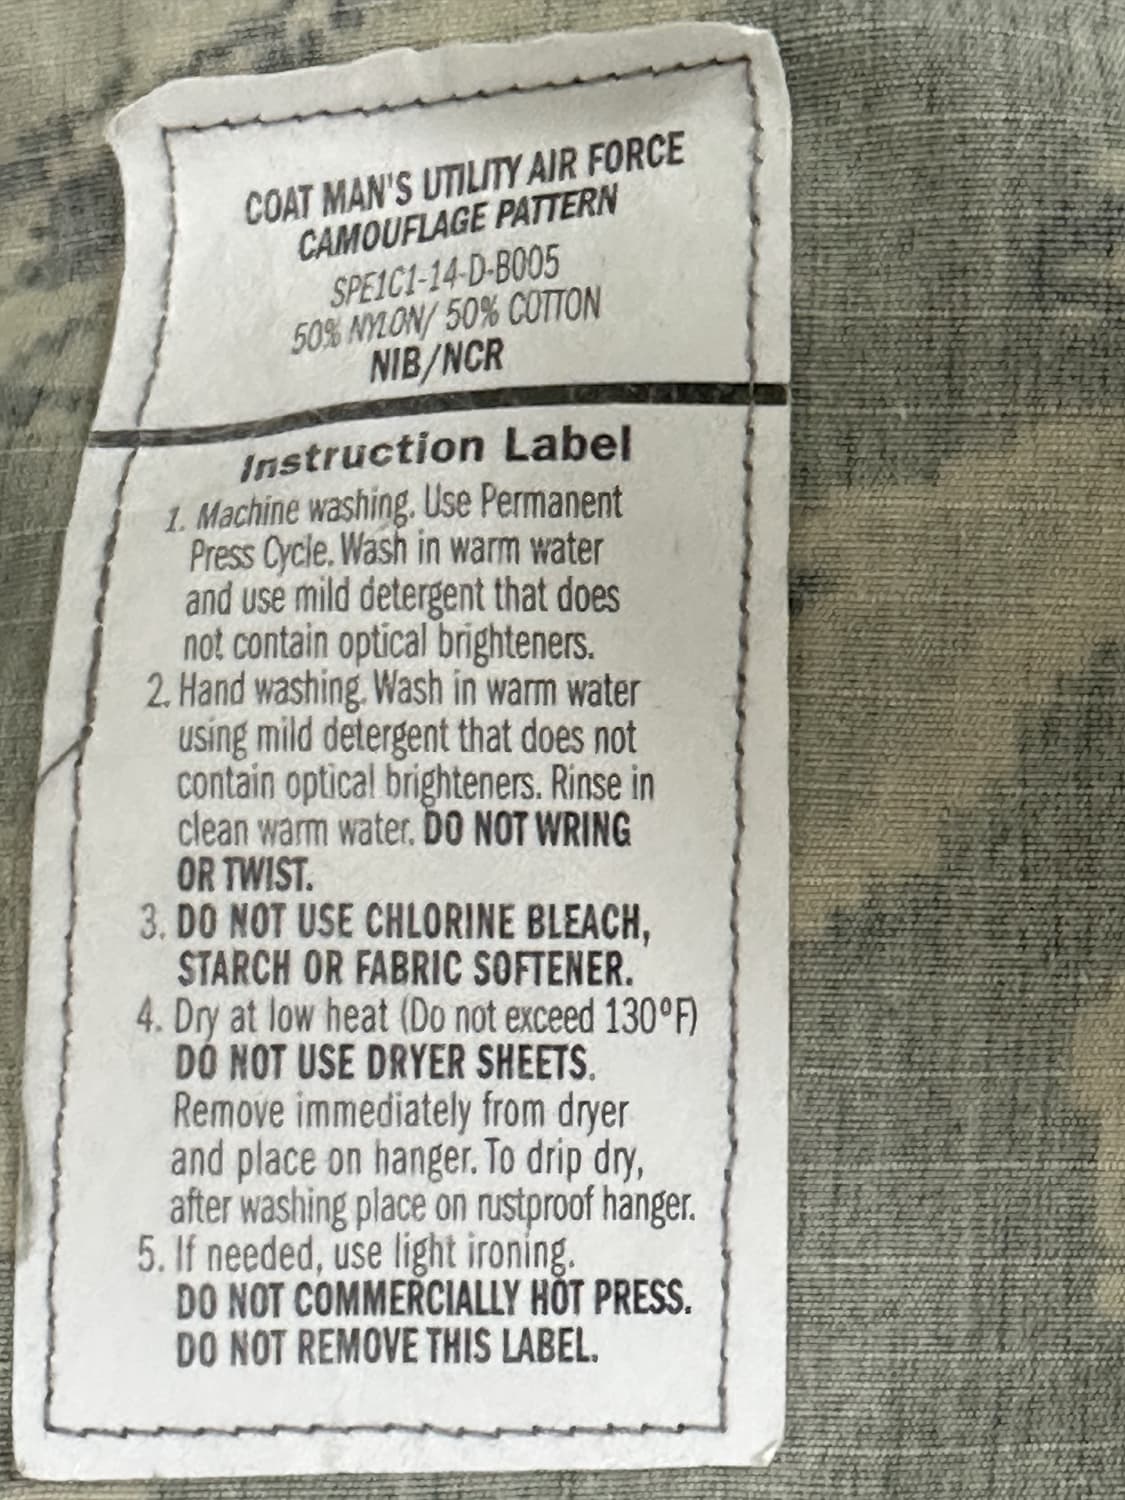 COAT MAN'S UTILITY AIR FORCE
CAMOUFLAGE PATTERN
SPE1C1-14-D-B005
50% NYLON/ 50% COTTON
NIB/NCR
Instruction Label
1. Machine washing. Use Permanent
Press Cycle. Wash in warm water
and use mild detergent that does
not contain optical brighteners.
2. Hand washing. Wash in warm water
using mild detergent that does not
contain optical brighteners. Rinse in
clean warm water. DO NOT WRING
OR TWIST.
3. DO NOT USE CHLORINE BLEACH,
STARCH OR FABRIC SOFTENER.
4. Dry at low heat (Do not exceed 130ºF)
DO NOT USE DRYER SHEETS.
Remove immediately from dryer
and place on hanger. To drip dry,
after washing place on rustproof hanger.
5. If needed, use light ironing.
DO NOT COMMERCIALLY HOT PRESS.
DO NOT REMOVE THIS LABEL.